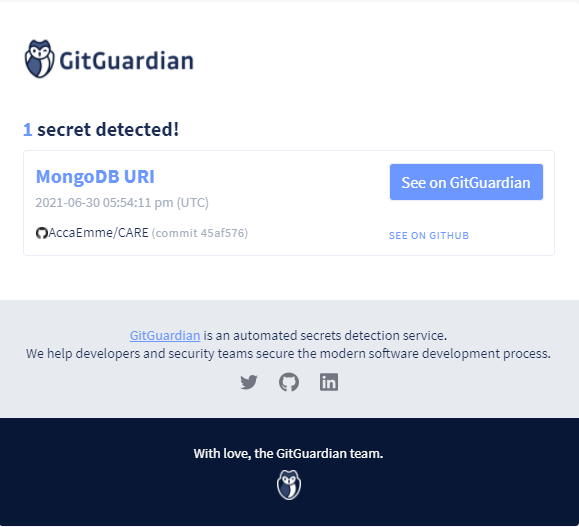 GitGuardian
1 secret detected!
MongoDB URI
See on GitGuardian
2021-06-30 05:54:11 pm (UTC)
AccaEmme/CARE (commit 45af576)
SEE ON GITHUB
GitGuardian is an automated secrets detection service.
We help developers and security teams secure the modern software development process.
With love, the GitGuardian team.